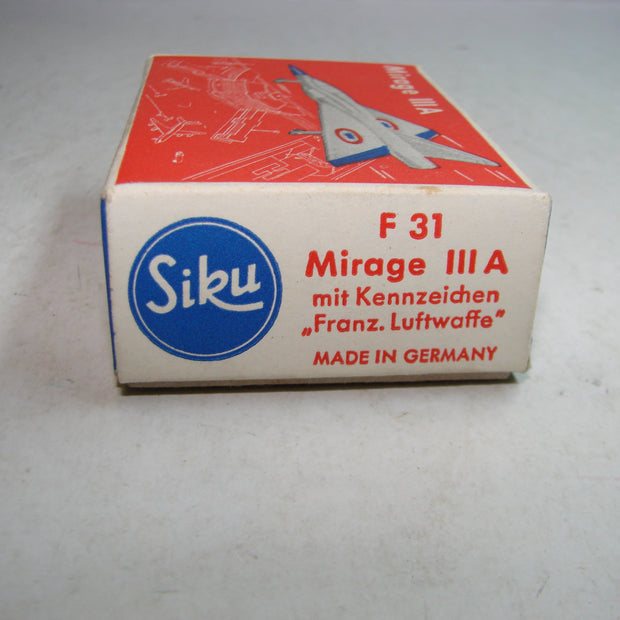 Mirage III A
Siku
F 31
Mirage III A
mit Kennzeichen
„Franz. Luftwaffe“
MADE IN GERMANY